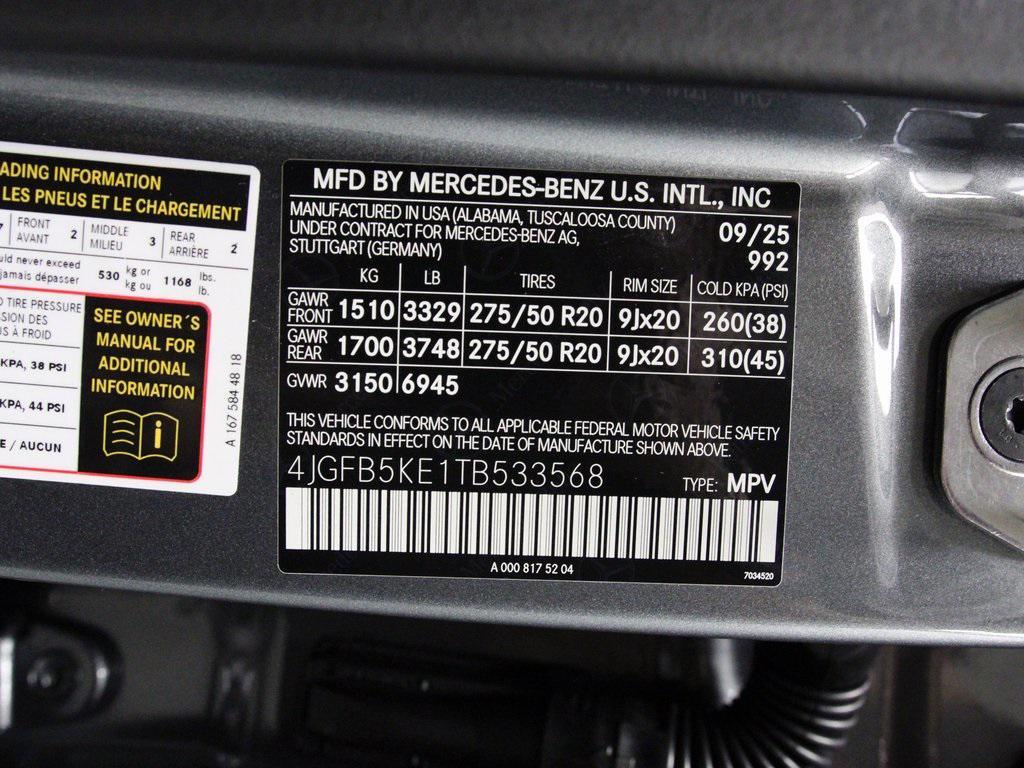 ADING INFORMATION
LES PNEUS ET LE CHARGEMENT
FRONT AVANT 2 MIDDLE MILIEU 3 REAR ARRIÈRE 2
uld never exceed
jamais dépasser 530 kg or kg ou 1168 lbs. lb.
TIRE PRESSURE
SION DES
S À FROID
KPA, 38 PSI
KPA, 44 PSI
E / AUCUN
SEE OWNER´S
MANUAL FOR
ADDITIONAL
INFORMATION
i
A 167 584 48 18
MFD BY MERCEDES-BENZ U.S. INTL., INC
MANUFACTURED IN USA (ALABAMA, TUSCALOOSA COUNTY) 09/25
UNDER CONTRACT FOR MERCEDES-BENZ AG, 992
STUTTGART (GERMANY)
KG LB TIRES RIM SIZE COLD KPA (PSI)
GAWR FRONT 1510 3329 275/50 R20 9Jx20 260(38)
GAWR REAR 1700 3748 275/50 R20 9Jx20 310(45)
GVWR 3150 6945
THIS VEHICLE CONFORMS TO ALL APPLICABLE FEDERAL MOTOR VEHICLE SAFETY
STANDARDS IN EFFECT ON THE DATE OF MANUFACTURE SHOWN ABOVE.
4JGFB5KE1TB533568 TYPE: MPV
A 000 817 52 04
7034520